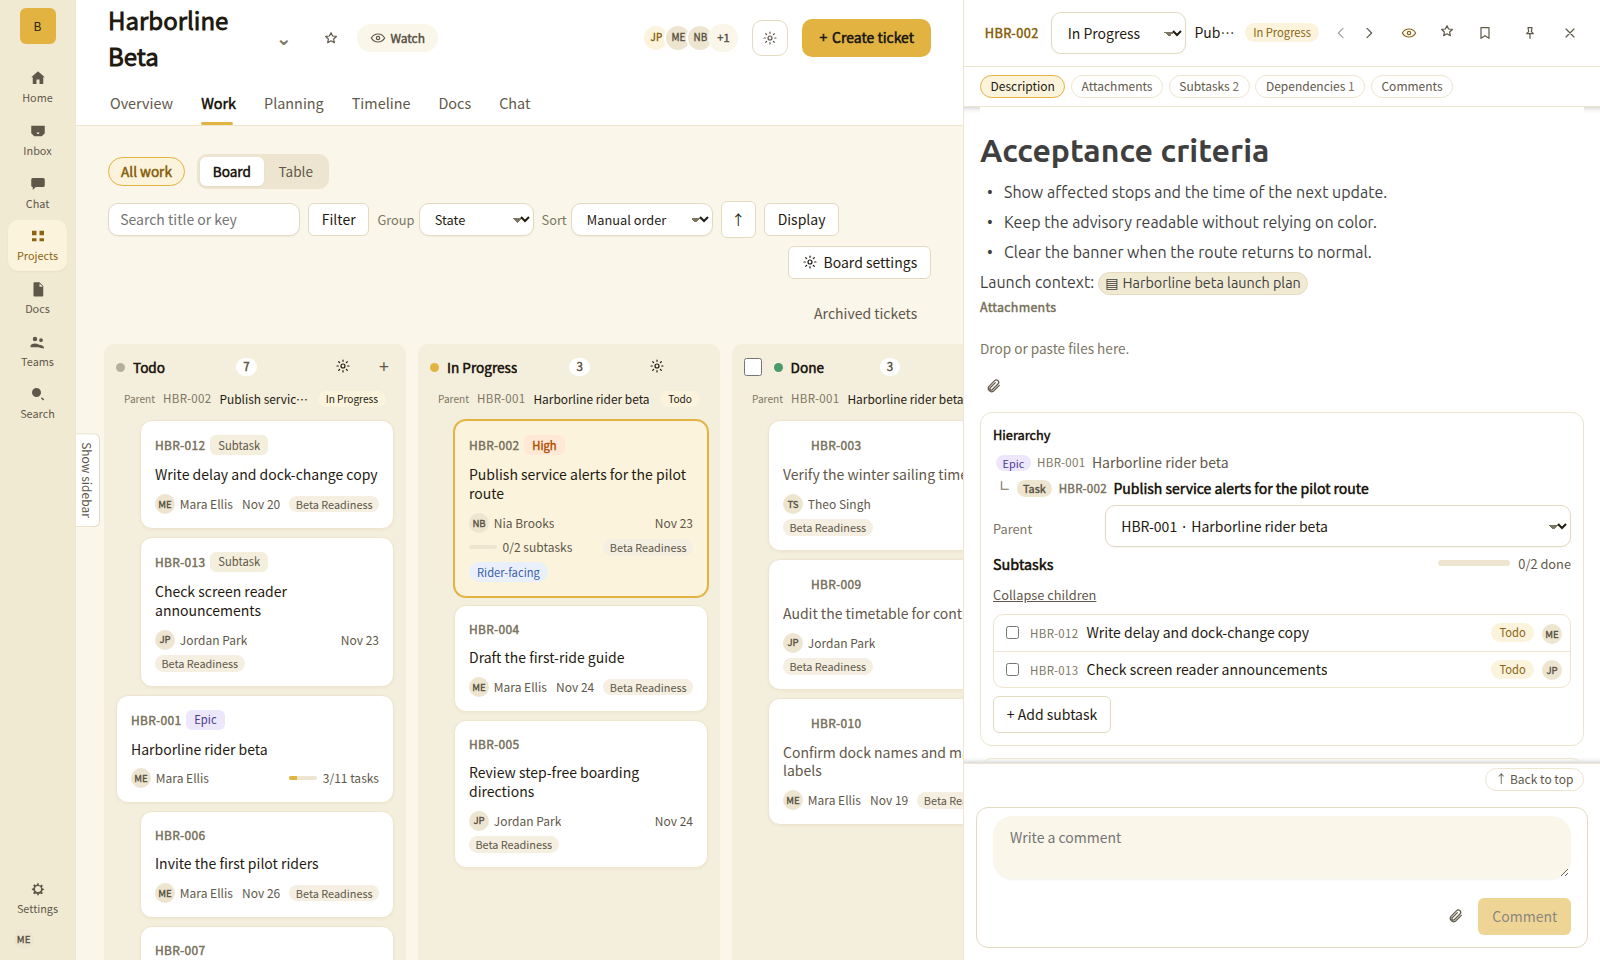 B
Home
Inbox
Chat
Projects
Docs
Teams
Search
Settings
ME
Show sidebar
Harborline
Beta
Watch
JP ME NB +1
+ Create ticket
Overview Work Planning Timeline Docs Chat
All work Board Table
Search title or key Filter Group State Sort Manual order ↑ Display
Board settings
Archived tickets
Todo 7 +
Parent HBR-002 Publish servic··· In Progress
HBR-012 Subtask
Write delay and dock-change copy
ME Mara Ellis Nov 20 Beta Readiness
HBR-013 Subtask
Check screen reader
announcements
JP Jordan Park Nov 23
Beta Readiness
HBR-001 Epic
Harborline rider beta
ME Mara Ellis 3/11 tasks
HBR-006
Invite the first pilot riders
ME Mara Ellis Nov 26 Beta Readiness
HBR-007
In Progress 3
Parent HBR-001 Harborline rider beta Todo
HBR-002 High
Publish service alerts for the pilot
route
NB Nia Brooks Nov 23
0/2 subtasks Beta Readiness
Rider-facing
HBR-004
Draft the first-ride guide
ME Mara Ellis Nov 24 Beta Readiness
HBR-005
Review step-free boarding
directions
JP Jordan Park Nov 24
Beta Readiness
Done 3
Parent HBR-001 Harborline rider beta
HBR-003
Verify the winter sailing time
TS Theo Singh
Beta Readiness
HBR-009
Audit the timetable for cont
JP Jordan Park
Beta Readiness
HBR-010
Confirm dock names and ma
labels
ME Mara Ellis Nov 19 Beta Rea
HBR-002 In Progress Pub··· In Progress
Description Attachments Subtasks 2 Dependencies 1 Comments
Acceptance criteria
• Show affected stops and the time of the next update.
• Keep the advisory readable without relying on color.
• Clear the banner when the route returns to normal.
Launch context: Harborline beta launch plan
Attachments
Drop or paste files here.
Hierarchy
Epic HBR-001 Harborline rider beta
Task HBR-002 Publish service alerts for the pilot route
Parent HBR-001 · Harborline rider beta
Subtasks 0/2 done
Collapse children
HBR-012 Write delay and dock-change copy Todo ME
HBR-013 Check screen reader announcements Todo JP
+ Add subtask
↑ Back to top
Write a comment
Comment